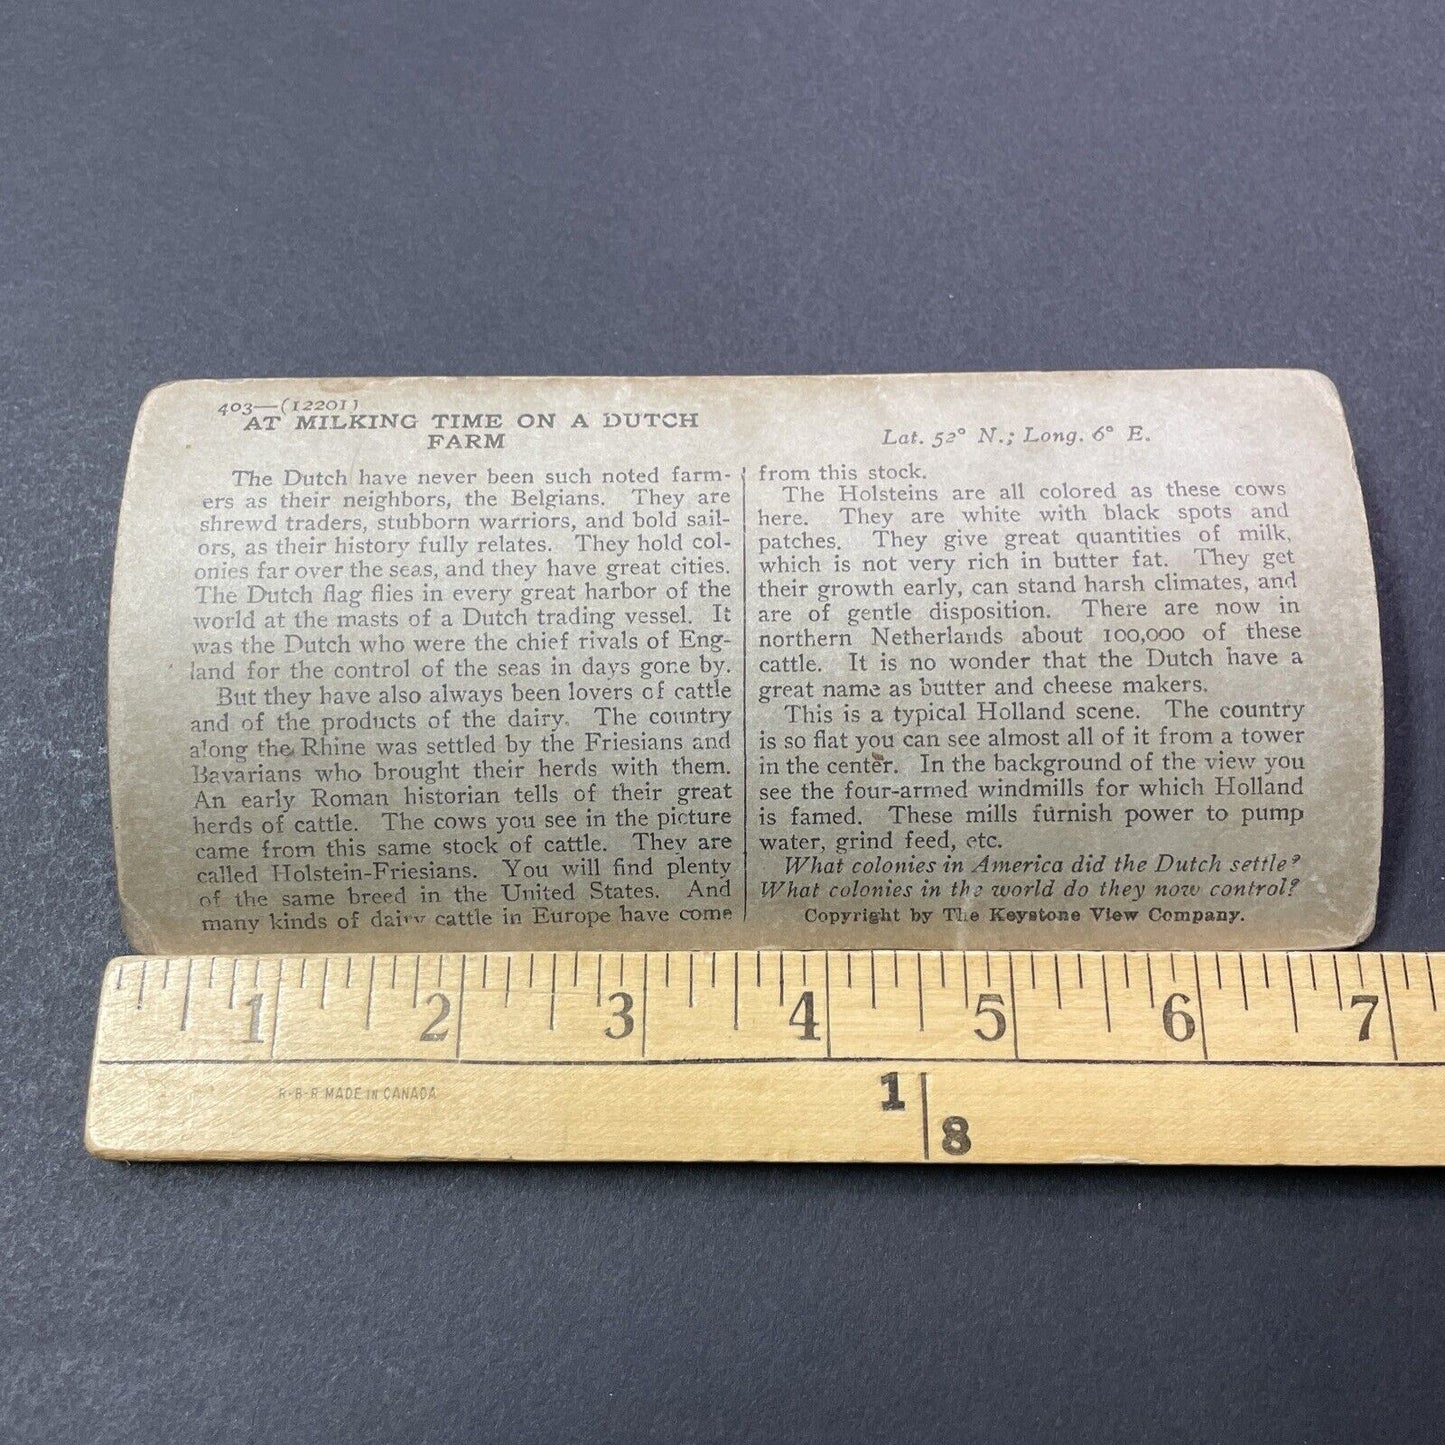 403—(12201)
AT MILKING TIME ON A DUTCH
FARM
Lat. 52° N.; Long. 6° E.
The Dutch have never been such noted farm-
ers as their neighbors, the Belgians. They are
shrewd traders, stubborn warriors, and bold sail-
ors, as their history fully relates. They hold col-
onies far over the seas, and they have great cities.
The Dutch flag flies in every great harbor of the
world at the masts of a Dutch trading vessel. It
was the Dutch who were the chief rivals of Eng-
land for the control of the seas in days gone by.
But they have also always been lovers of cattle
and of the products of the dairy. The country
along the Rhine was settled by the Friesians and
Bavarians who brought their herds with them.
An early Roman historian tells of their great
herds of cattle. The cows you see in the picture
came from this same stock of cattle. They are
called Holstein-Friesians. You will find plenty
of the same breed in the United States. And
many kinds of dairy cattle in Europe have come
from this stock.
The Holsteins are all colored as these cows
here. They are white with black spots and
patches. They give great quantities of milk,
which is not very rich in butter fat. They get
their growth early, can stand harsh climates, and
are of gentle disposition. There are now in
northern Netherlands about 100,000 of these
cattle. It is no wonder that the Dutch have a
great name as butter and cheese makers.
This is a typical Holland scene. The country
is so flat you can see almost all of it from a tower
in the center. In the background of the view you
see the four-armed windmills for which Holland
is famed. These mills furnish power to pump
water, grind feed, etc.
What colonies in America did the Dutch settle?
What colonies in the world do they now control?
Copyright by The Keystone View Company.
1 2 3 4 5 6 7
R-B-R MADE IN CANADA
1
8